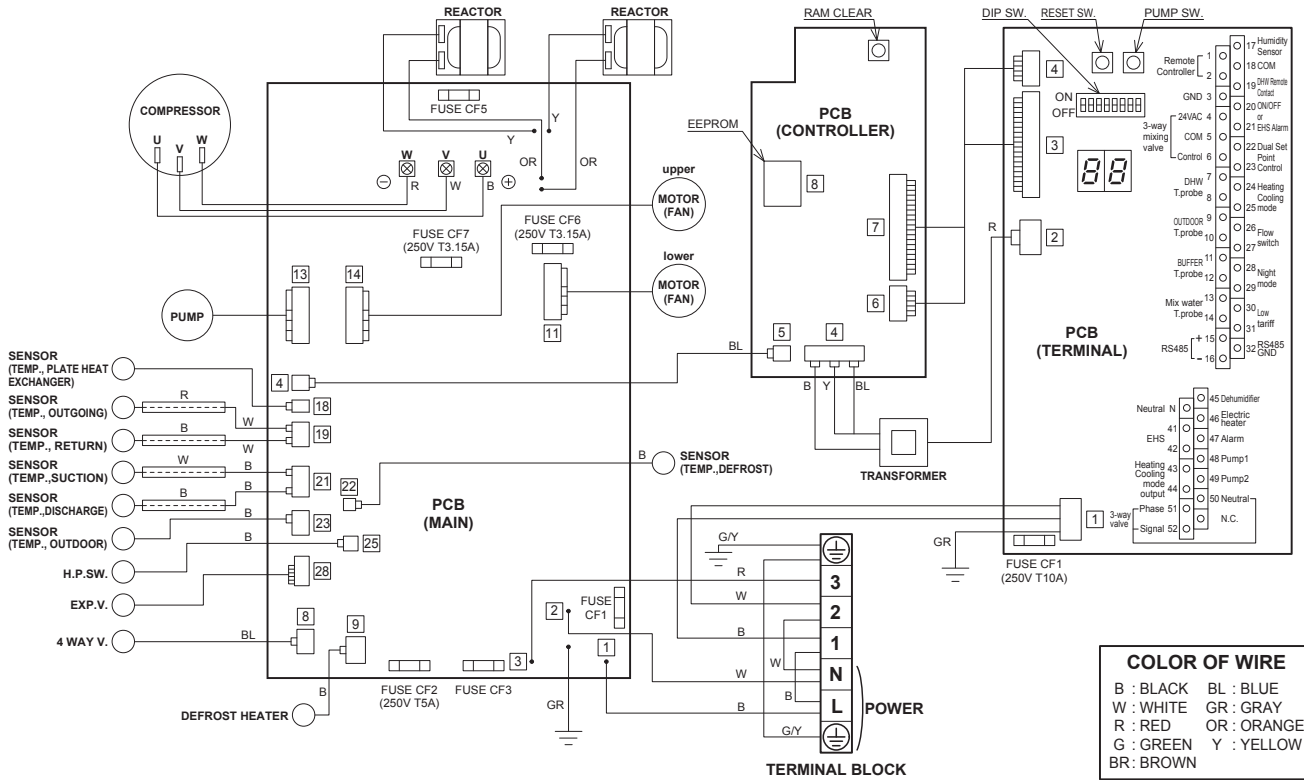 REACTOR
REACTOR
COMPRESSOR
U
V
W
FUSE CF5
Y
Y
OR
OR
W
V
U
R
W
B
⊖
⊕
FUSE CF7
(250V T3.15A)
FUSE CF6
(250V T3.15A)
upper
MOTOR
(FAN)
lower
MOTOR
(FAN)
13
14
11
PUMP
SENSOR
(TEMP., PLATE HEAT
EXCHANGER)
4
18
SENSOR
(TEMP., OUTGOING)
R
W
19
SENSOR
(TEMP., RETURN)
B
W
SENSOR
(TEMP.,SUCTION)
W
B
21
22
SENSOR
(TEMP.,DISCHARGE)
B
B
SENSOR
(TEMP., OUTDOOR)
B
23
H.P.SW.
B
25
EXP.V.
28
4 WAY V.
BL
8
9
B
DEFROST HEATER
PCB
(MAIN)
B
SENSOR
(TEMP.,DEFROST)
2
FUSE
CF1
1
3
FUSE CF2
(250V T5A)
FUSE CF3
GR
RAM CLEAR
PCB
(CONTROLLER)
EEPROM
8
7
6
5
4
BL
B
Y
BL
TRANSFORMER
R
G/Y
R
W
B
W
W
B
B
G/Y
3
2
1
N
L
POWER
TERMINAL BLOCK
DIP SW.
RESET SW.
PUMP SW.
4
3
2
1
ON
OFF
88
PCB
(TERMINAL)
GR
FUSE CF1
(250V T10A)
Remote
Controller
1
2
GND 3
3-way
mixing
valve
24VAC 4
COM 5
Control 6
DHW
T.probe
7
8
OUTDOOR
T.probe
9
10
BUFFER
T.probe
11
12
Mix water
T.probe
13
14
RS485
+ 15
- 16
17 Humidity
Sensor
18 COM
19 DHW Remote
Contact
20 ON/OFF
or
21 EHS Alarm
22 Dual Set
Point
23 Control
24 Heating
Cooling
25 mode
26 Flow
switch
27
28 Night
mode
29
30 Low
tariff
31
32 RS485
GND
Neutral N
EHS
41
42
Heating
Cooling
mode
output
43
44
3-way
valve
Phase 51
Signal 52
45 Dehumidifier
46 Electric
heater
47 Alarm
48 Pump1
49 Pump2
50 Neutral
N.C.
COLOR OF WIRE
B : BLACK BL : BLUE
W : WHITE GR : GRAY
R : RED OR : ORANGE
G : GREEN Y : YELLOW
BR : BROWN